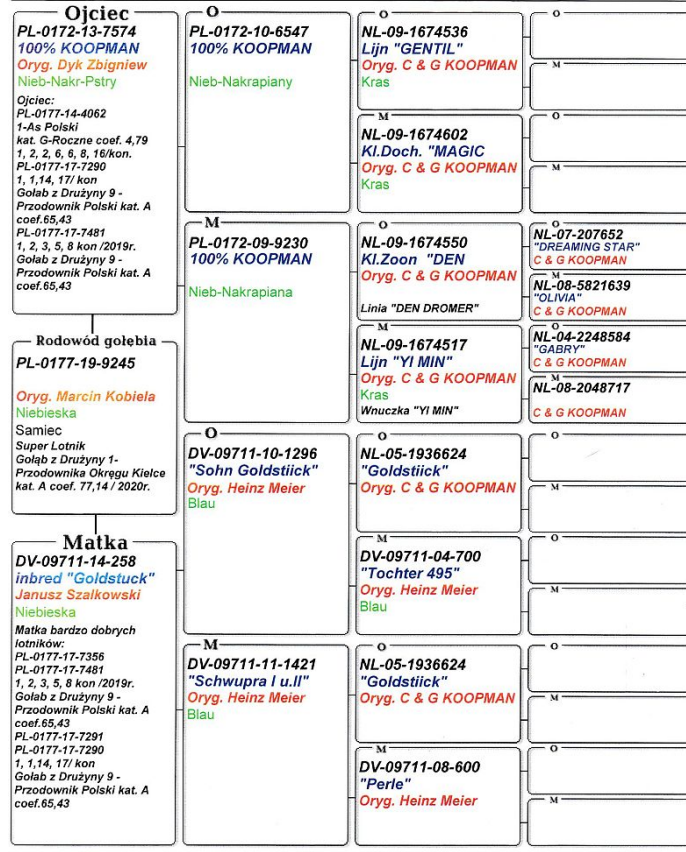 Ojciec
PL-0172-13-7574
100% KOOPMAN
Oryg. Dyk Zbigniew
Nieb-Nakr-Pstry
Ojciec:
PL-0177-14-4062
1-As Polski
kat. G-Roczne coef. 4,79
1, 2, 2, 6, 6, 8, 16/kon.
PL-0177-17-7290
1, 1,14, 17/ kon
Gołab z Drużyny 9 -
Przodownik Polski kat. A
coef.65,43
PL-0177-17-7481
1, 2, 3, 5, 8 kon /2019r.
Gołab z Drużyny 9 -
Przodownik Polski kat. A
coef.65,43
Rodowód gołębia
PL-0177-19-9245
Oryg. Marcin Kobiela
Niebieska
Samiec
Super Lotnik
Gołąb z Drużyny 1-
Przodownika Okręgu Kielce
kat. A coef. 77,14 / 2020r.
Matka
DV-09711-14-258
inbred "Goldstuck"
Janusz Szalkowski
Niebieska
Matka bardzo dobrych
lotników:
PL-0177-17-7356
PL-0177-17-7481
1, 2, 3, 5, 8 kon /2019r.
Gołab z Drużyny 9 -
Przodownik Polski kat. A
coef.65,43
PL-0177-17-7291
PL-0177-17-7290
1, 1,14, 17/ kon
Gołab z Drużyny 9 -
Przodownik Polski kat. A
coef.65,43
O
PL-0172-10-6547
100% KOOPMAN
Nieb-Nakrapiany
M
PL-0172-09-9230
100% KOOPMAN
Nieb-Nakrapiana
O
DV-09711-10-1296
"Sohn Goldstiick"
Oryg. Heinz Meier
Blau
M
DV-09711-11-1421
"Schwupra I u.II"
Oryg. Heinz Meier
Blau
O
NL-09-1674536
Lijn "GENTIL"
Oryg. C & G KOOPMAN
Kras
M
NL-09-1674602
Kl.Doch. "MAGIC
Oryg. C & G KOOPMAN
Kras
O
NL-09-1674550
Kl.Zoon "DEN
Oryg. C & G KOOPMAN
Linia "DEN DROMER"
M
NL-09-1674517
Lijn "YI MIN"
Oryg. C & G KOOPMAN
Kras
Wnuczka "YI MIN"
O
NL-05-1936624
"Goldstiick"
Oryg. C & G KOOPMAN
M
DV-09711-04-700
"Tochter 495"
Oryg. Heinz Meier
Blau
O
NL-05-1936624
"Goldstiick"
Oryg. C & G KOOPMAN
M
DV-09711-08-600
"Perle"
Oryg. Heinz Meier
O
M
O
M
O
NL-07-207652
"DREAMING STAR"
C & G KOOPMAN
M
NL-08-5821639
"OLIVIA"
C & G KOOPMAN
O
NL-04-2248584
"GABRY"
C & G KOOPMAN
M
NL-08-2048717
C & G KOOPMAN
O
M
O
M
O
M
O
M